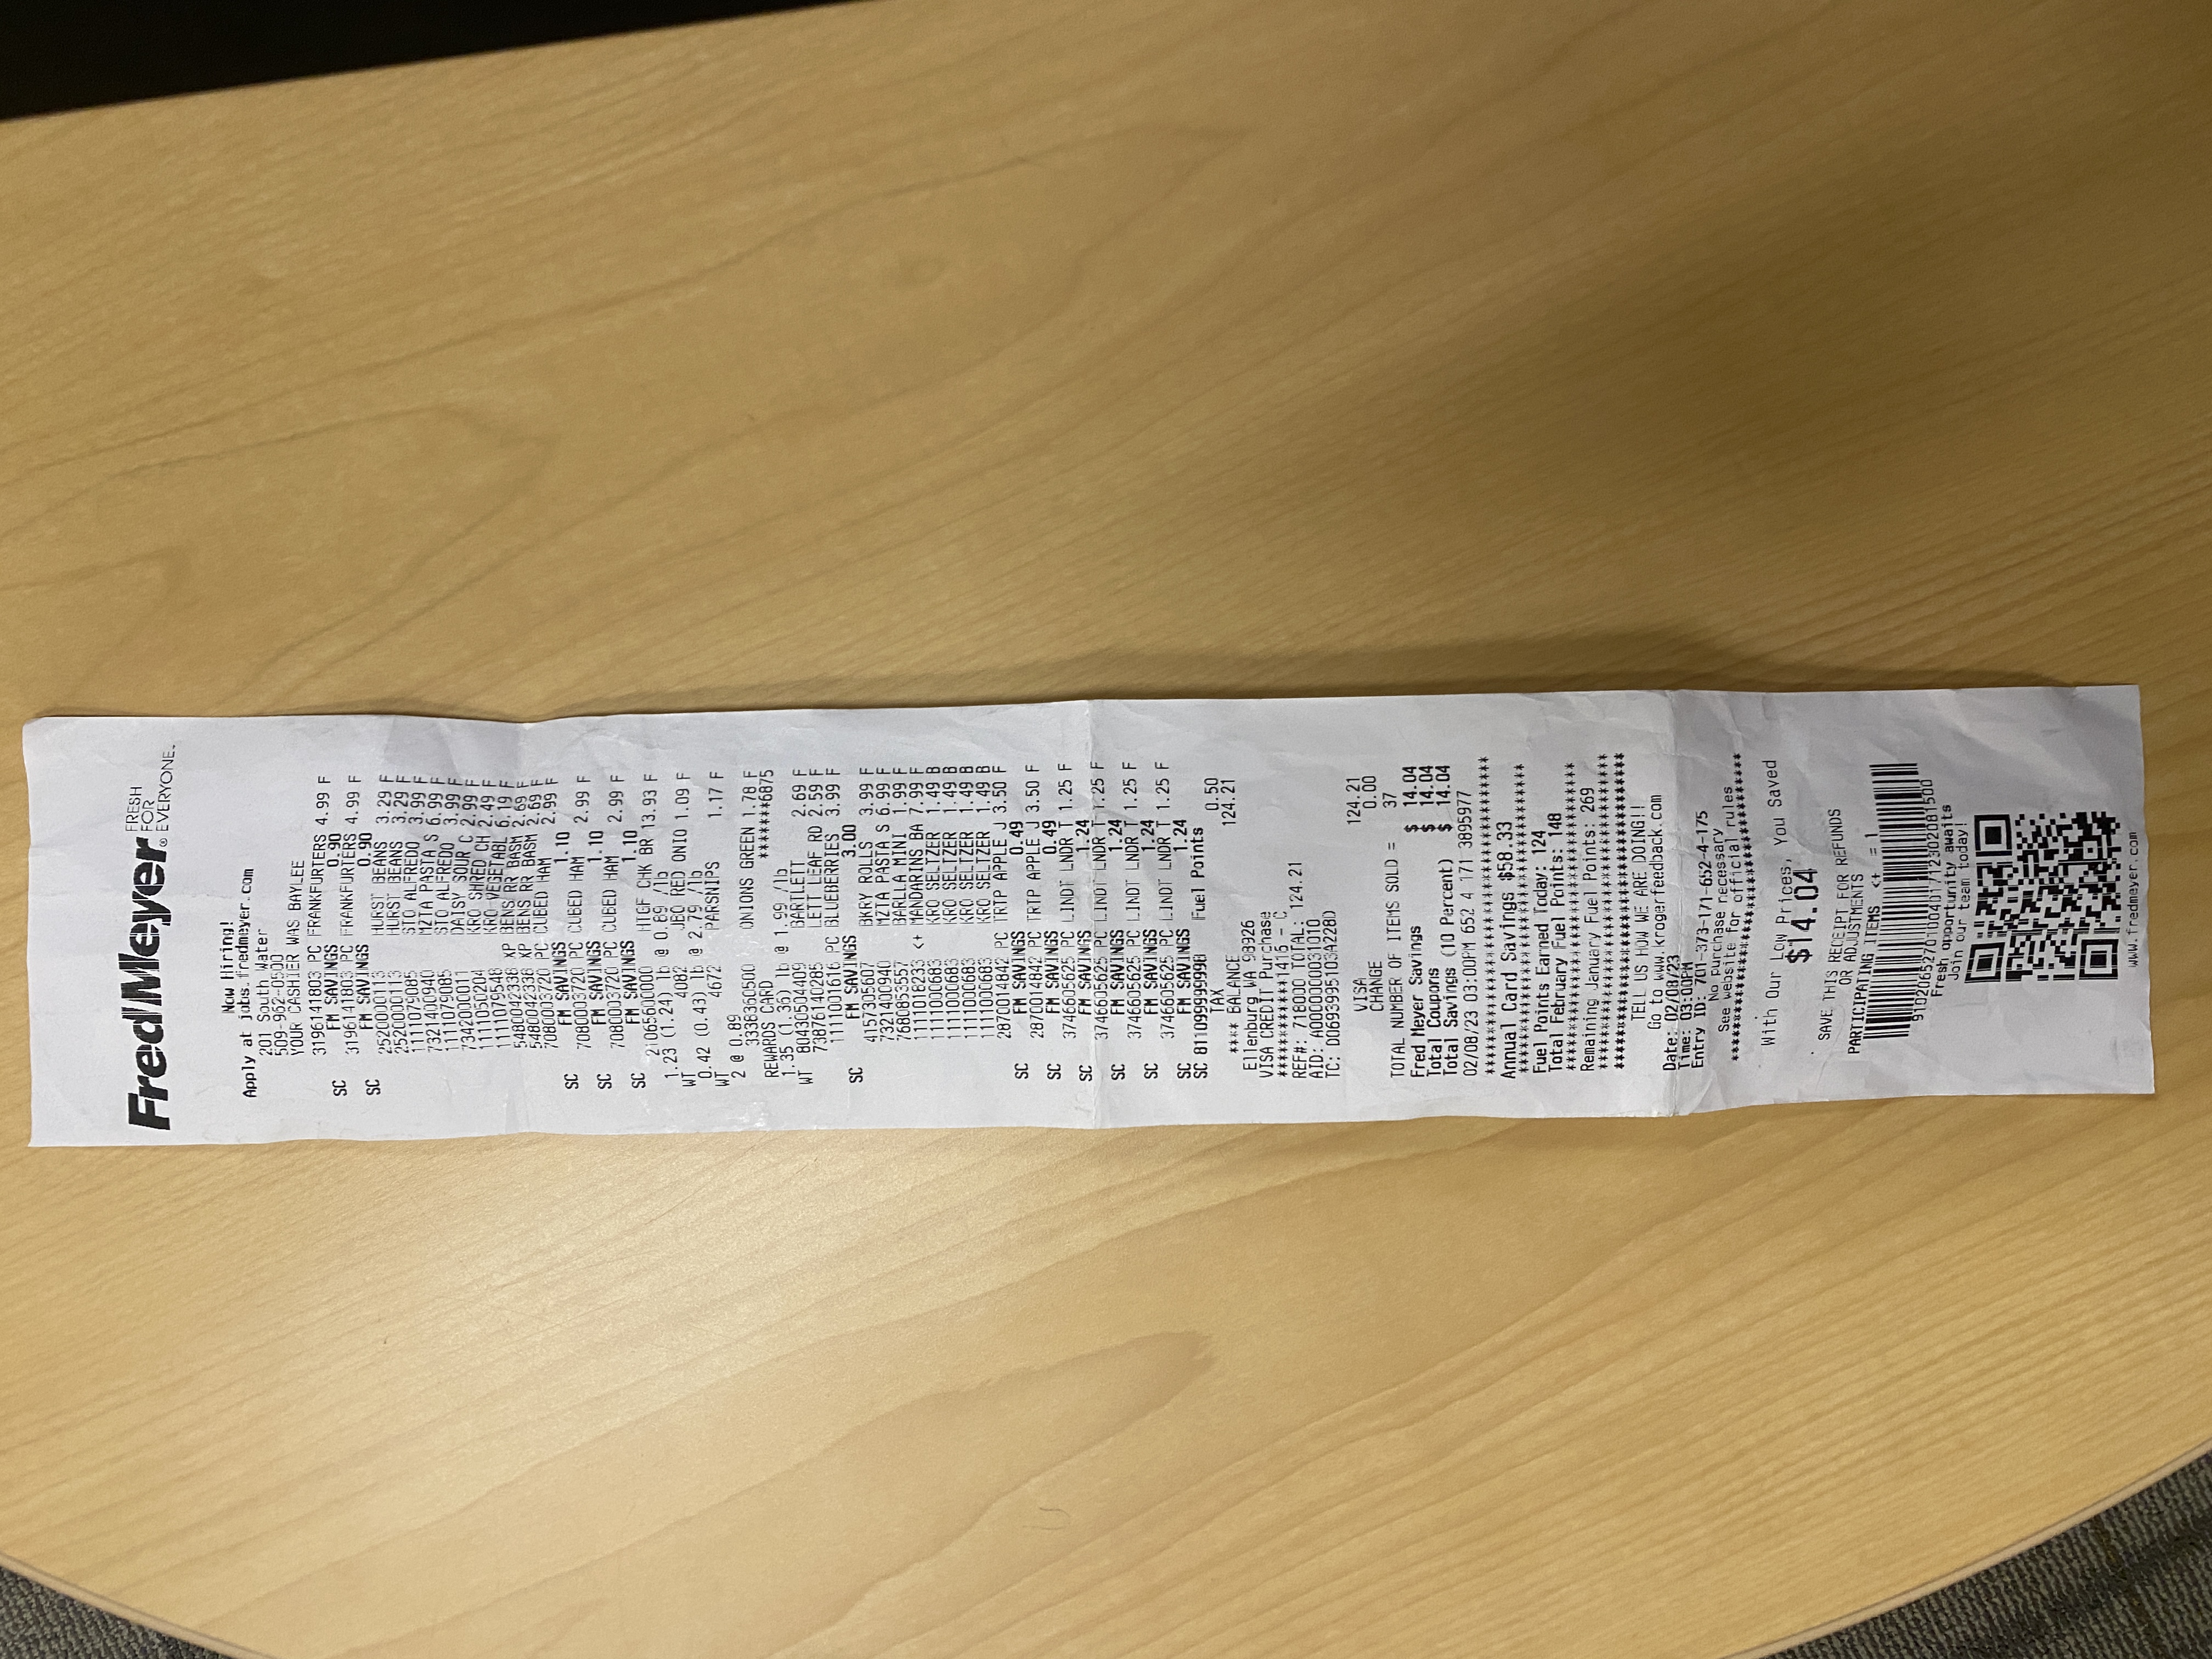 FredMeyer® FRESH FOR EVERYONE™
Now Hiring!
Apply at jobs.fredmeyer.com
201 South Water
509-962-0500
YOUR CASHIER WAS BAYLEE
3196141803 PC FRANKFURTERS 4.99 F
SC FM SAVINGS 0.90
3196141803 PC FRANKFURTERS 4.99 F
SC FM SAVINGS 0.90
2520000113 HURST BEANS 3.29 F
2520000113 HURST BEANS 3.29 F
1111079085 STO ALFREDO 3.99 F
7321400940 MZTA PASTA S 6.99 F
1111079085 STO ALFREDO 3.99 F
7342000011 DAISY SOUR C 2.99 F
1111050204 KRO SHRED CH 2.49 F
1111079548 KRO VEGETABL 6.19 F
5480042338 XP BENS RR BASM 2.69 F
5480042338 XP BENS RR BASM 2.69 F
7080003720 PC CUBED HAM 2.99 F
SC FM SAVINGS 1.10
7080003720 PC CUBED HAM 2.99 F
SC FM SAVINGS 1.10
7080003720 PC CUBED HAM 2.99 F
SC FM SAVINGS 1.10
21065600000 HTGF CHK BR 13.93 F
1.23 (1.24) lb @ 0.89 /lb
WT 4082 JBO RED ONIO 1.09 F
0.42 (0.43) lb @ 2.79 /lb
WT 4672 PARSNIPS 1.17 F
2 @ 0.89
3338360500 ONIONS GREEN 1.78 F
REWARDS CARD *******6875
1.35 (1.36) lb @ 1.99 /lb
WT 80430504409 BARTLETT 2.69 F
73876140285 LETT LEAF RD 2.59 F
1111001616 PC BLUEBERRIES 3.99 F
SC FM SAVINGS 3.00
4157305607 BKRY ROLLS 3.99 F
7321400940 MZTA PASTA S 6.99 F
7680853557 BARLLA MINI 1.99 F
1111018233 <+ MANDARINS BA 7.99 F
1111000683 KRO SELTZER 1.49 B
1111000683 KRO SELTZER 1.49 B
1111000683 KRO SELTZER 1.49 B
1111000683 KRO SELTZER 1.49 B
2870014842 PC TRTP APPLE J 3.50 F
SC FM SAVINGS 0.49
2870014842 PC TRTP APPLE J 3.50 F
SC FM SAVINGS 0.49
3746605625 PC LINDT LNDR T 1.25 F
SC FM SAVINGS 1.24
3746605625 PC LINDT LNDR T 1.25 F
SC FM SAVINGS 1.24
3746605625 PC LINDT LNDR T 1.25 F
SC FM SAVINGS 1.24
3746605625 PC LINDT LNDR T 1.25 F
SC FM SAVINGS 1.24
SC 811099999998 Fuel Points
TAX 0.50
**** BALANCE 124.21
Ellenburg WA 98926
VISA CREDIT Purchase
************1416 - C
REF#: 718000 TOTAL: 124.21
AID: A0000000031010
TC: D0693995103A228D
VISA 124.21
CHANGE 0.00
TOTAL NUMBER OF ITEMS SOLD = 37
Fred Meyer Savings $ 14.04
Total Coupons $ 14.04
Total Savings (10 Percent) $ 14.04
02/08/23 03:00PM 652 4 171 3895977
****************************************
Annual Card Savings $58.33
***************************************
Fuel Points Earned Today: 124
Total February Fuel Points: 148
***************************************
Remaining January Fuel Points: 269
****************************************
****************************************
TELL US HOW WE ARE DOING!!
Go to www.krogerfeedback.com
Date: 02/08/23
Time: 03:00PM
Entry ID: 701-373-171-652-4-175
No purchase necessary
See website for official rules
***************************************
With Our Low Prices, You Saved
$14.04
SAVE THIS RECEIPT FOR REFUNDS
OR ADJUSTMENTS
PARTICIPATING ITEMS <+ = 1
9102065270100401712302081500
Fresh opportunity awaits
Join our team today!
www.fredmeyer.com